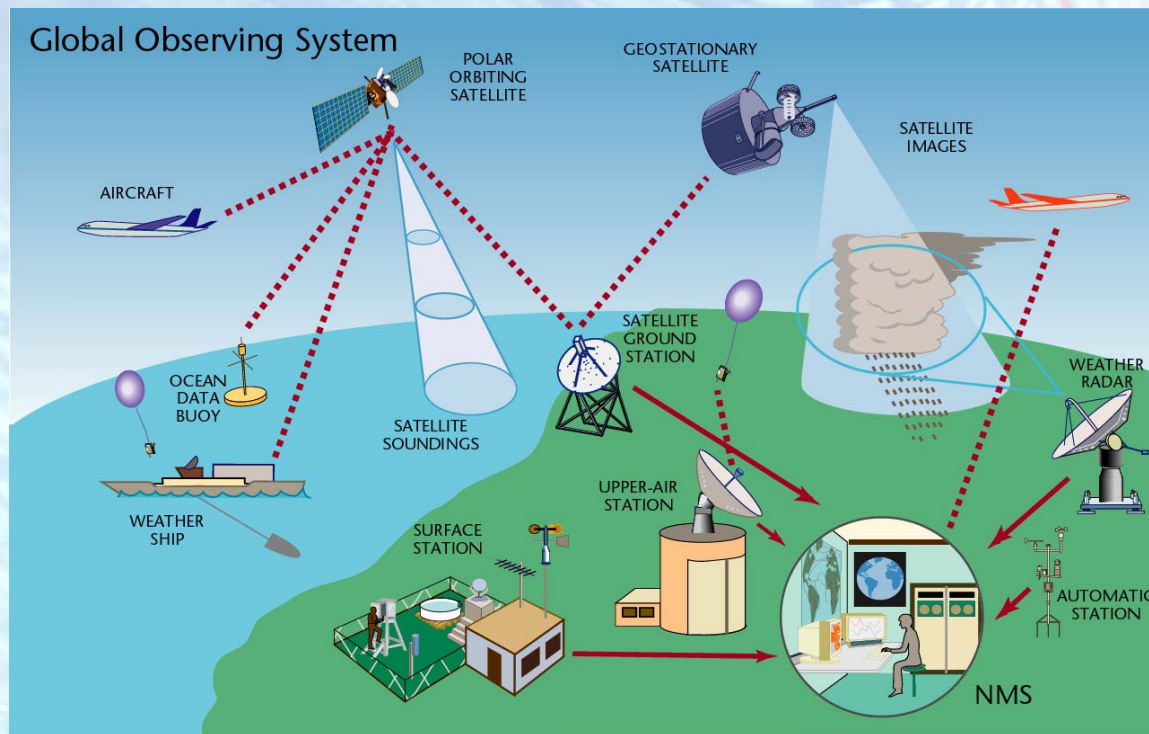 Global Observing System
POLAR
ORBITING
SATELLITE
GEOSTATIONARY
SATELLITE
SATELLITE
IMAGES
AIRCRAFT
SATELLITE
GROUND
STATION
WEATHER
RADAR
OCEAN
DATA
BUOY
SATELLITE
SOUNDINGS
UPPER-AIR
STATION
WEATHER
SHIP
SURFACE
STATION
AUTOMATIC
STATION
NMS